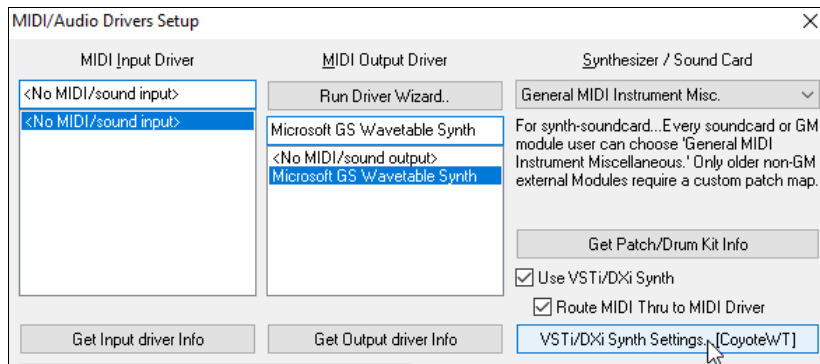 MIDI/Audio Drivers Setup
MIDI Input Driver
<No MIDI/sound input>
<No MIDI/sound input>
Get Input driver Info
MIDI Output Driver
Run Driver Wizard..
Microsoft GS Wavetable Synth
<No MIDI/sound output>
Microsoft GS Wavetable Synth
Get Output driver Info
Synthesizer / Sound Card
General MIDI Instrument Misc.
For synth-soundcard...Every soundcard or GM
module user can choose 'General MIDI
Instrument Miscellaneous.' Only older non-GM
external Modules require a custom patch map.
Get Patch/Drum Kit Info
Use VSTi/DXi Synth
Route MIDI Thru to MIDI Driver
VSTi/DXi Synth Settings.. [CoyoteWT]